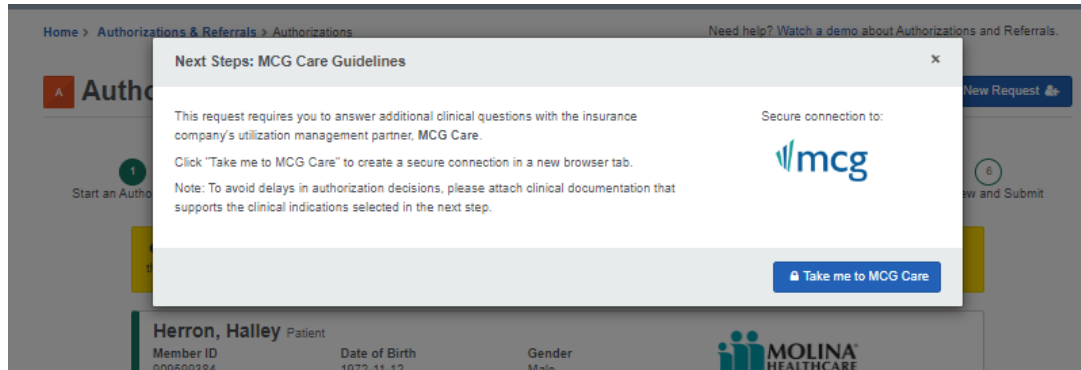 Home > Authorizations & Referrals > Authorizations
Need help? Watch a demo about Authorizations and Referrals.
Next Steps: MCG Care Guidelines
×
A
Autho
New Request
This request requires you to answer additional clinical questions with the insurance
company's utilization management partner, MCG Care.
Click "Take me to MCG Care" to create a secure connection in a new browser tab.
Note: To avoid delays in authorization decisions, please attach clinical documentation that
supports the clinical indications selected in the next step.
Secure connection to:
mcg
1
Start an Autho
6
ew and Submit
Take me to MCG Care
Herron, Halley Patient
Member ID
Date of Birth
Gender
1972-11-12
Male
MOLINA
HEALTHCARE